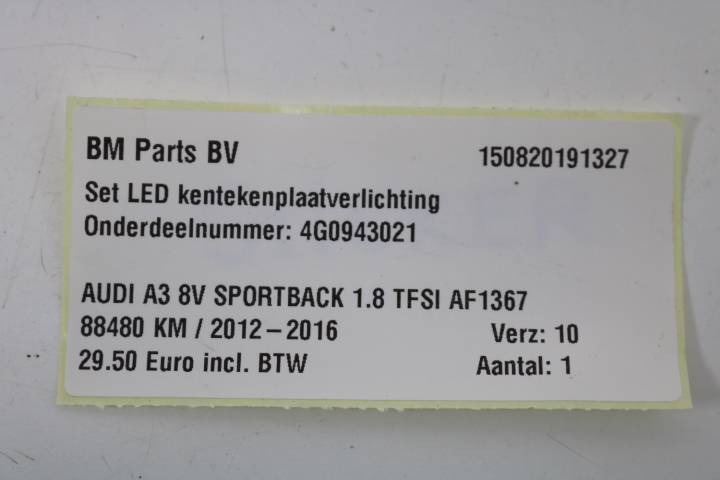 BM Parts BV 150820191327
Set LED kentekenplaatverlichting
Onderdeelnummer: 4G0943021
AUDI A3 8V SPORTBACK 1.8 TFSI AF1367
88480 KM / 2012-2016 Verz: 10
29.50 Euro incl. BTW Aantal: 1